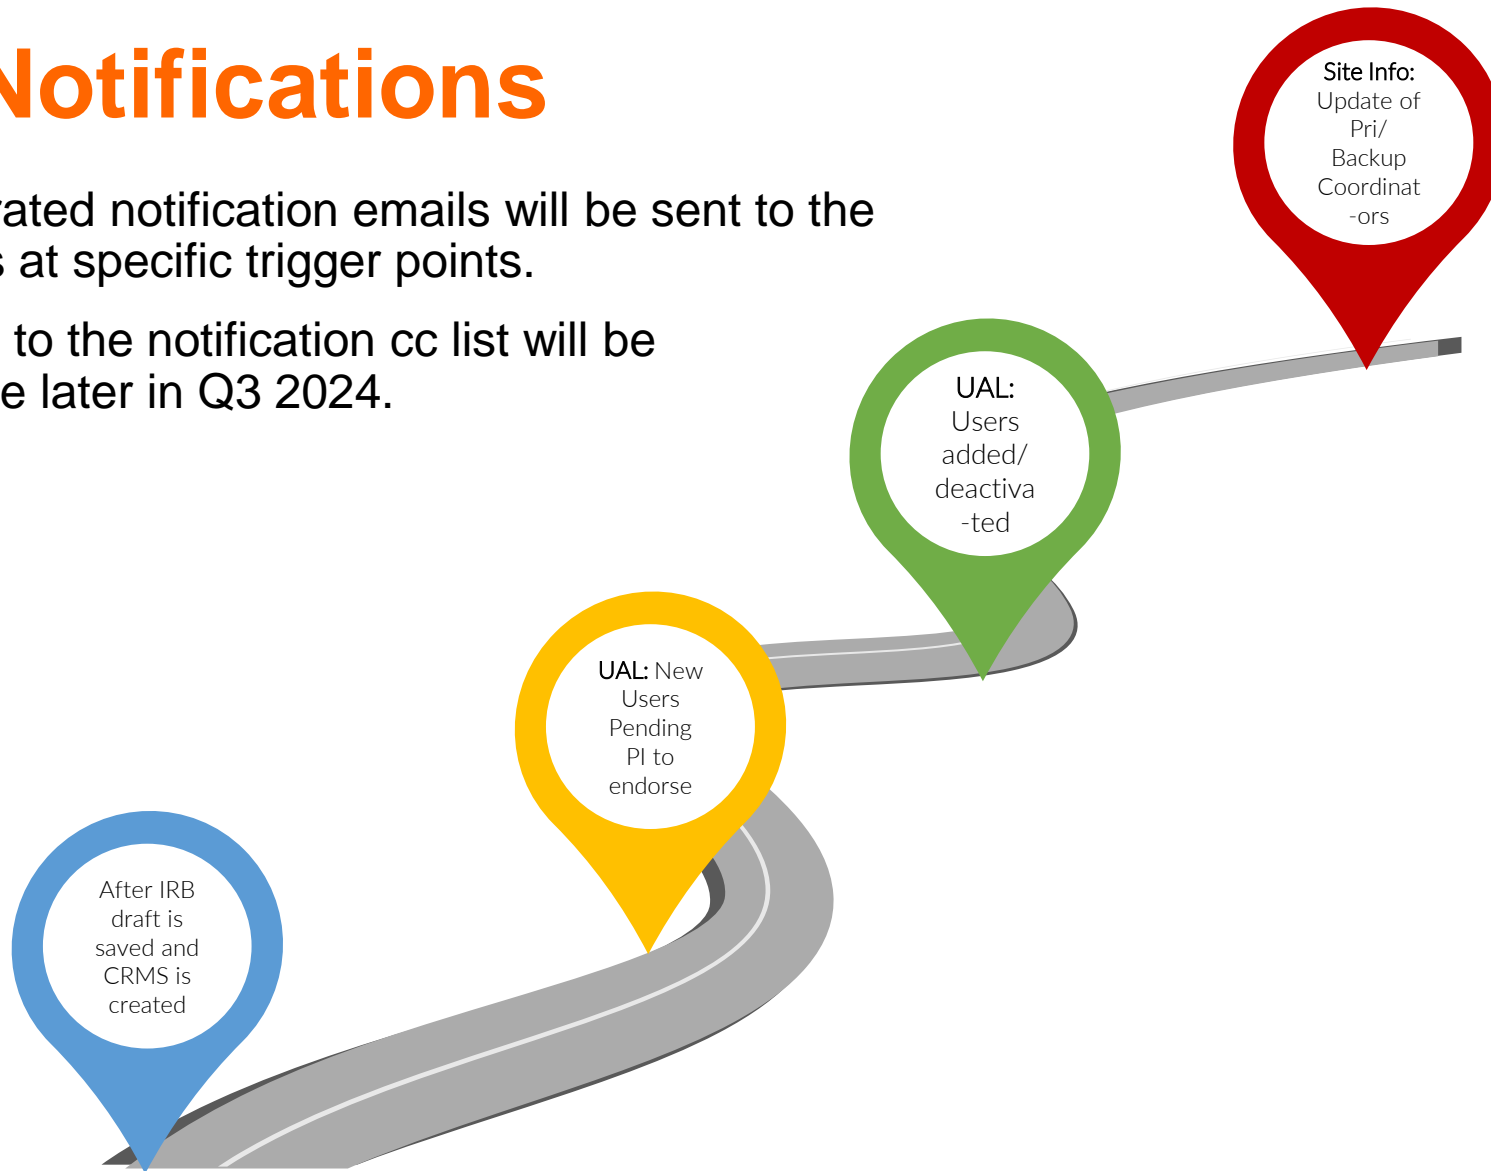 Notifications
rated notification emails will be sent to the
s at specific trigger points.
to the notification cc list will be
e later in Q3 2024.
Site Info:
Update of
Pri/
Backup
Coordinat
-ors
UAL:
Users
added/
deactiva
-ted
UAL: New
Users
Pending
PI to
endorse
After IRB
draft is
saved and
CRMS is
created